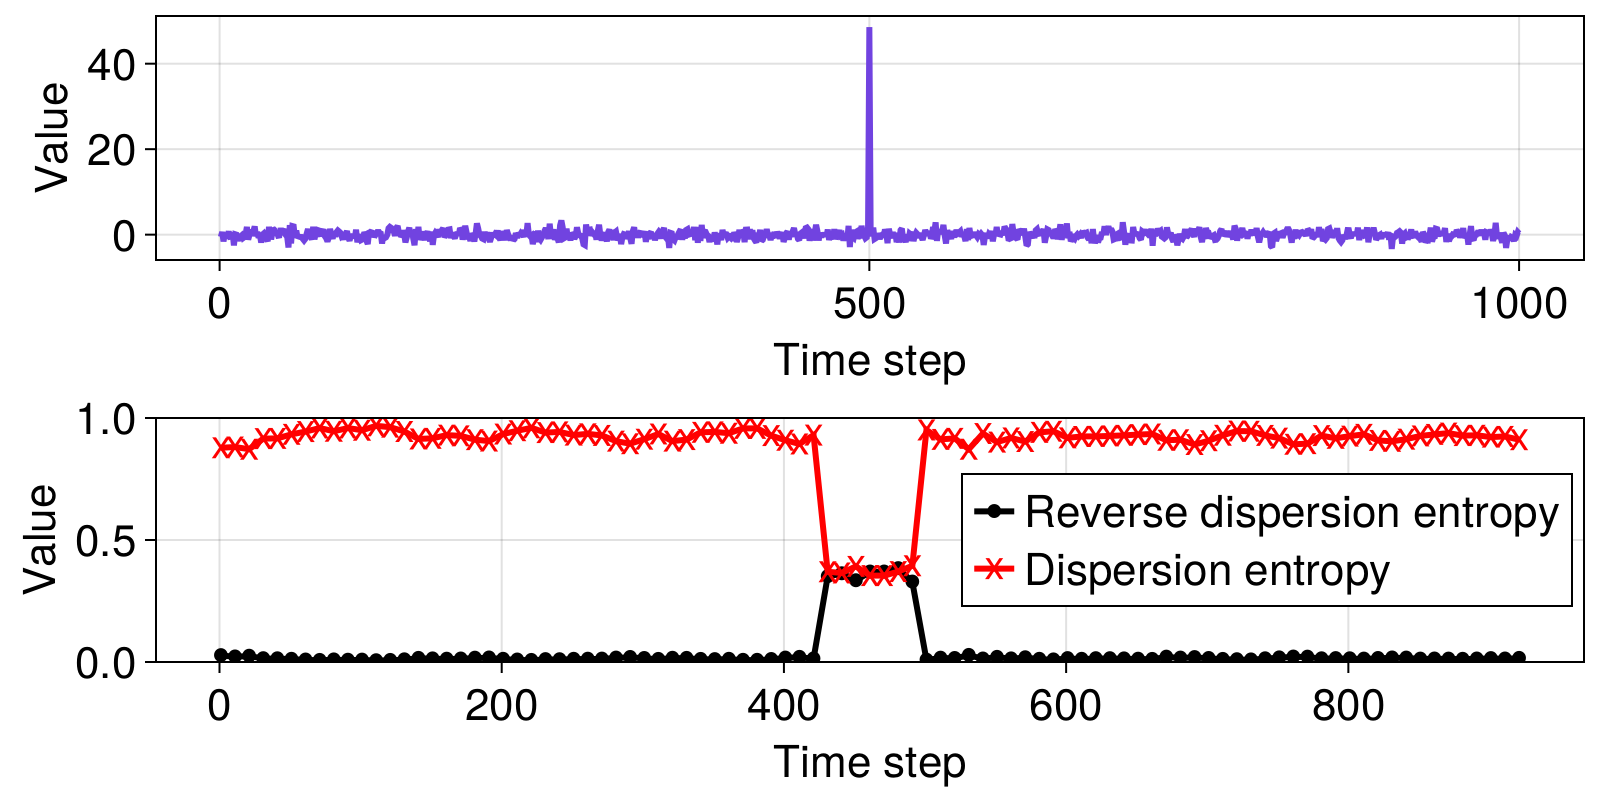 Value
40
20
0
0 500 1000
Time step
Value
1.0
0.5
0.0
Reverse dispersion entropy
Dispersion entropy
0 200 400 600 800
Time step